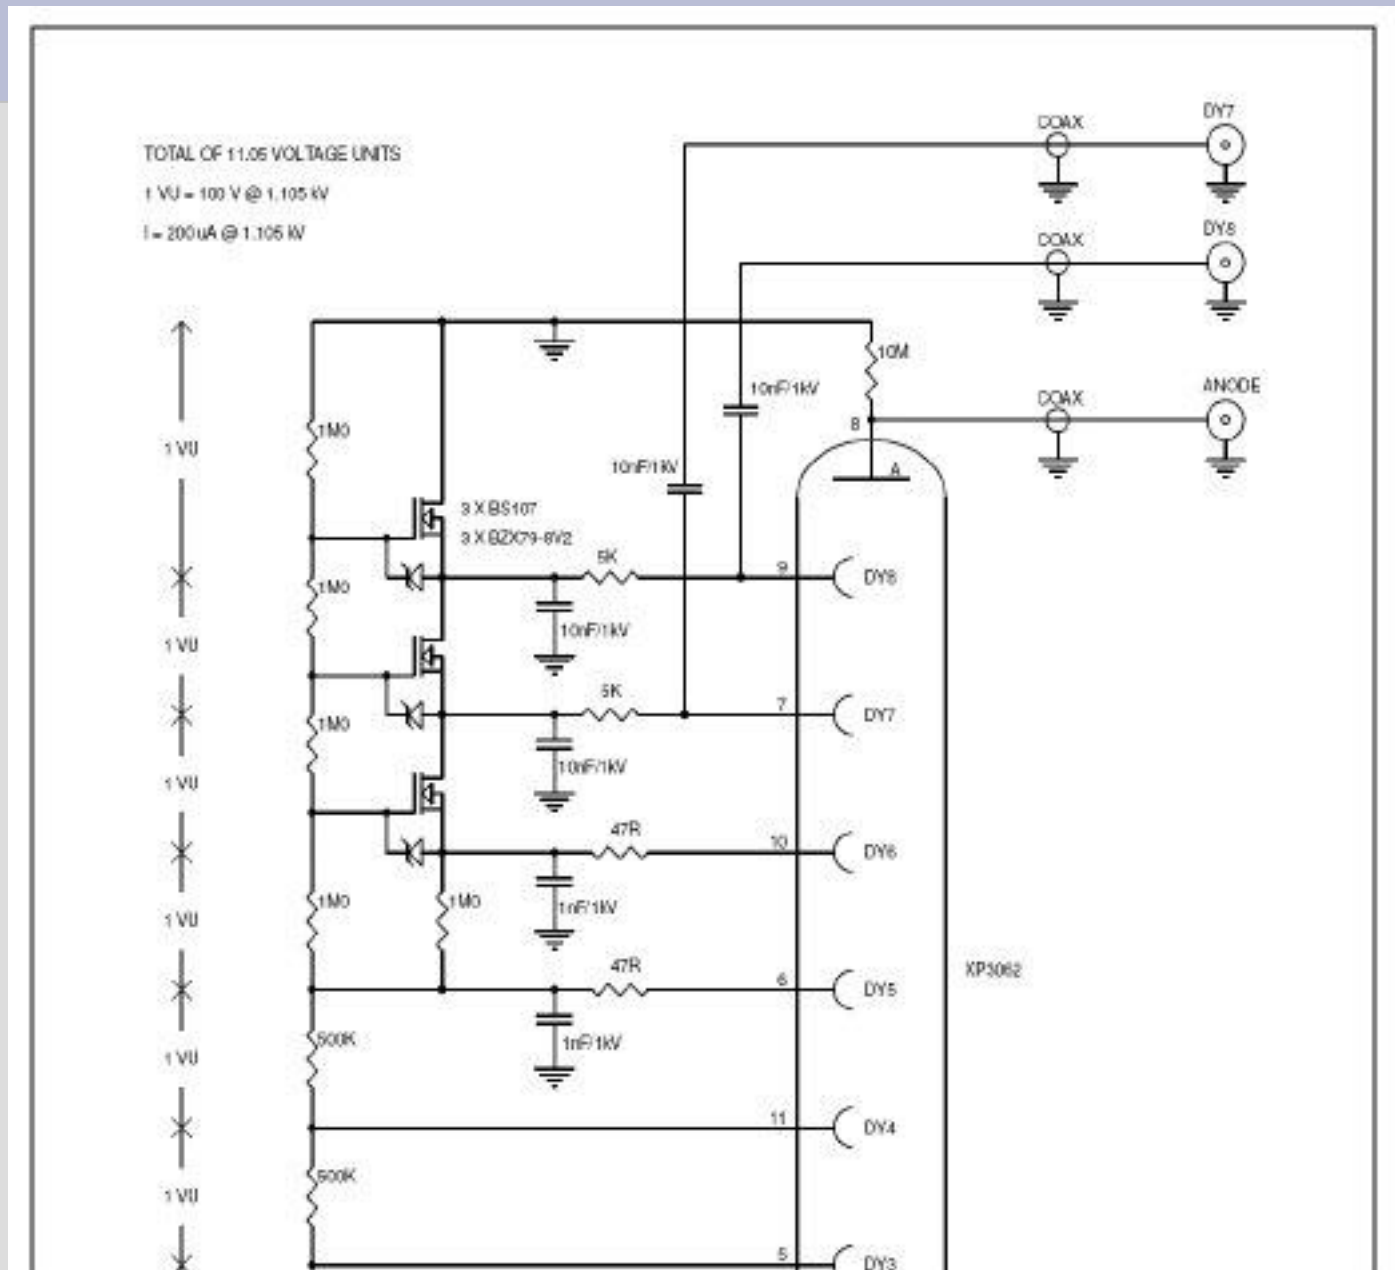 DY7
COAX
TOTAL OF 11.05 VOLTAGE UNITS
1 VU = 100 V @ 1.105 kV
I = 200uA @ 1.105 kV
DY8
COAX
10M
10nF/1kV
ANODE
COAX
8
1M0
1 VU
10nF/1kV
A
3 X BS107
3 X BZX79-8V2
5K
9
DY8
1M0
10nF/1kV
1 VU
5K
7
DY7
1M0
10nF/1kV
1 VU
47R
10
DY6
1M0
1M0
1nF/1kV
1 VU
47R
XP3062
6
DY5
500K
1nF/1kV
1 VU
11
DY4
500K
1 VU
5
DY3